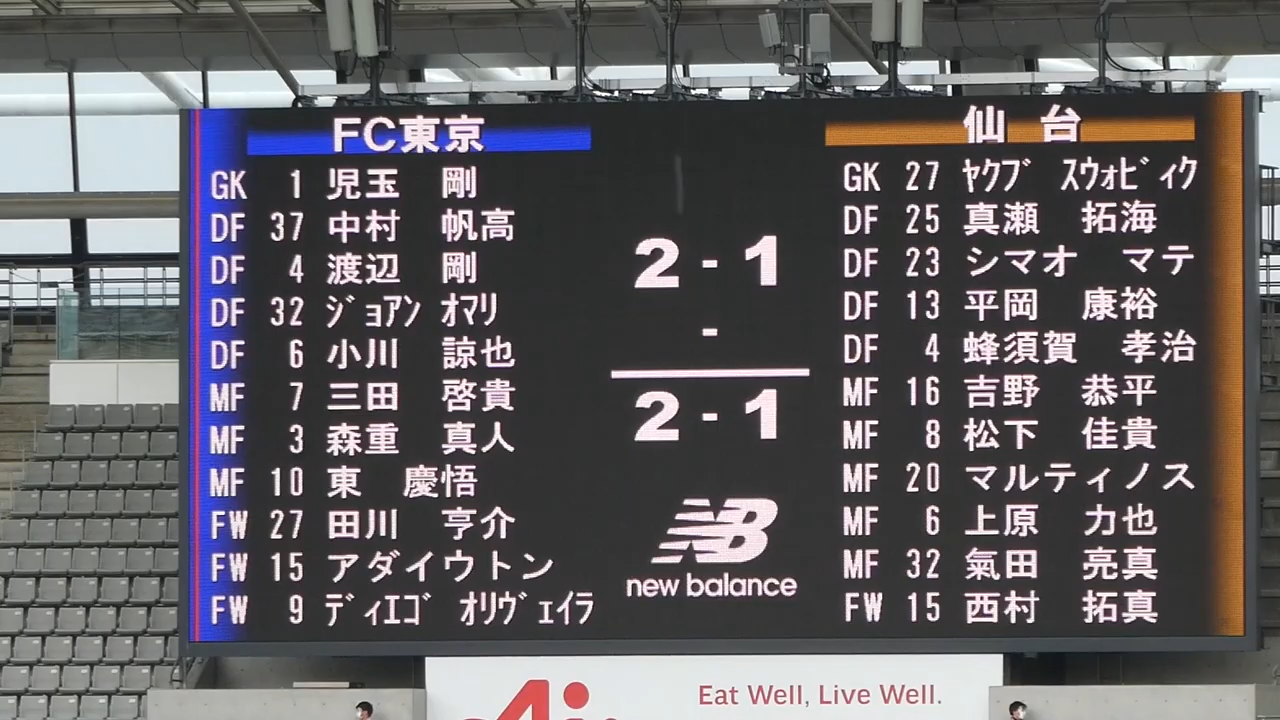 FC東京
GK 1 児玉 剛
DF 37 中村 帆高
DF 4 渡辺 剛
DF 32 ｼﾞｮｱﾝ ｵﾏﾘ
DF 6 小川 諒也
MF 7 三田 啓貴
MF 3 森重 真人
MF 10 東 慶悟
FW 27 田川 亨介
FW 15 アダイウトン
FW 9 ﾃﾞｨｴｺﾞ ｵﾘｳﾞｪｲﾗ
2 - 1
-
2 - 1
new balance
仙台
GK 27 ﾔｸﾌﾞ ｽｳｫﾋﾞｨｸ
DF 25 真瀬 拓海
DF 23 シマオ マテ
DF 13 平岡 康裕
DF 4 蜂須賀 孝治
MF 16 吉野 恭平
MF 8 松下 佳貴
MF 20 マルティノス
MF 6 上原 力也
MF 32 氣田 亮真
FW 15 西村 拓真
Eat Well, Live Well.